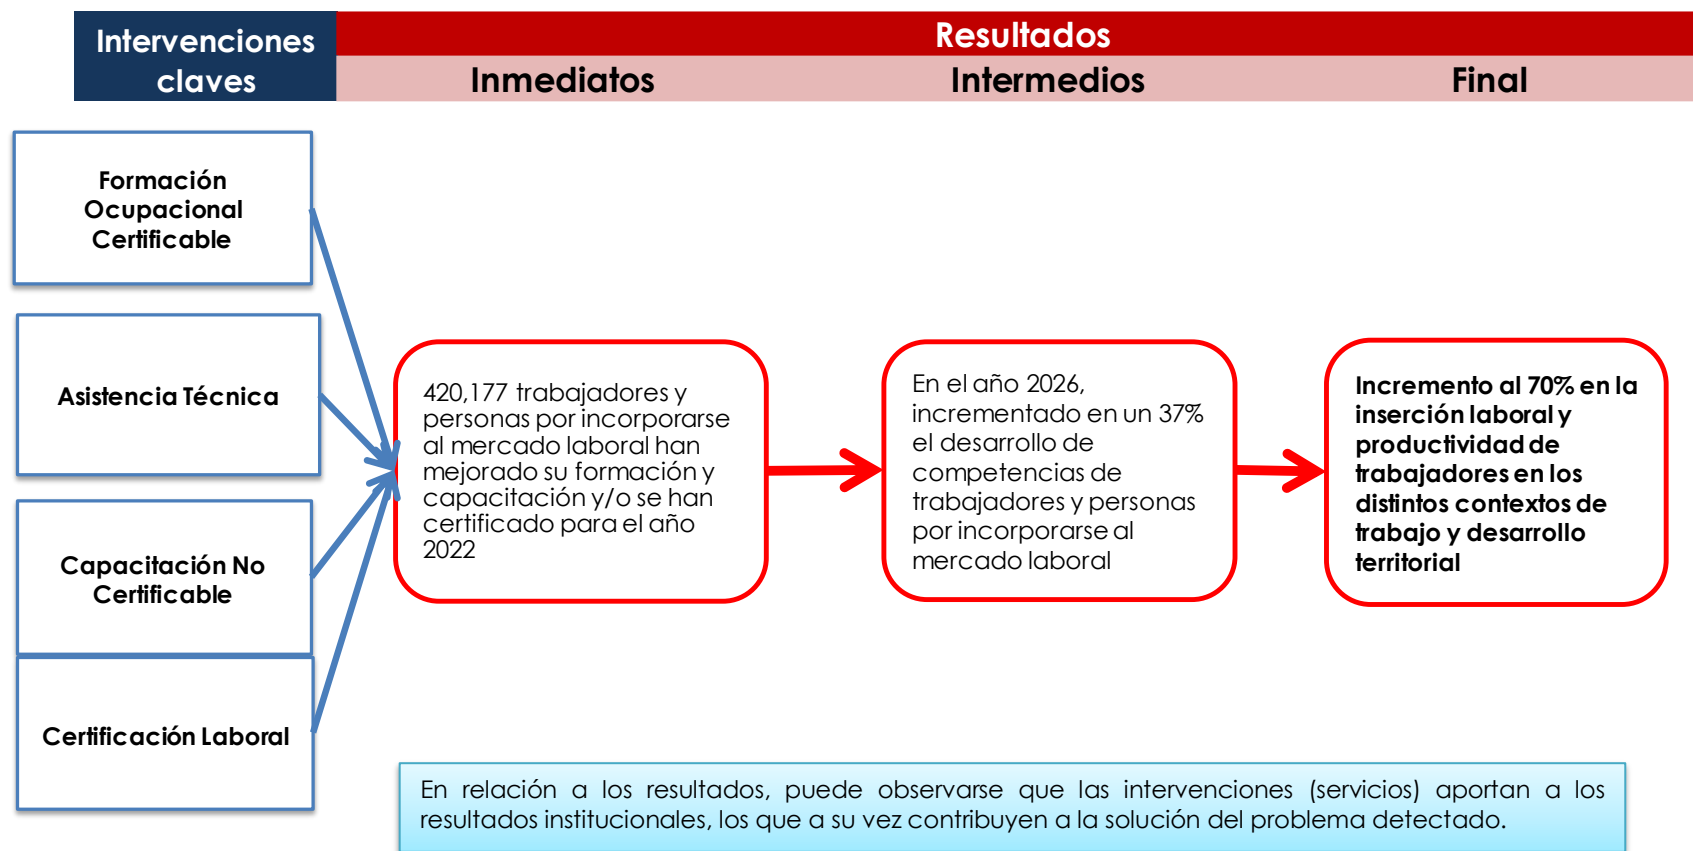 Intervenciones
claves
Resultados
Inmediatos
Intermedios
Final
Formación
Ocupacional
Certificable
Asistencia Técnica
Capacitación No
Certificable
Certificación Laboral
420,177 trabajadores y
personas por incorporarse
al mercado laboral han
mejorado su formación y
capacitación y/o se han
certificado para el año
2022
En el año 2026,
incrementado en un 37%
el desarrollo de
competencias de
trabajadores y personas
por incorporarse al
mercado laboral
Incremento al 70% en la
inserción laboral y
productividad de
trabajadores en los
distintos contextos de
trabajo y desarrollo
territorial
En relación a los resultados, puede observarse que las intervenciones (servicios) aportan a los
resultados institucionales, los que a su vez contribuyen a la solución del problema detectado.